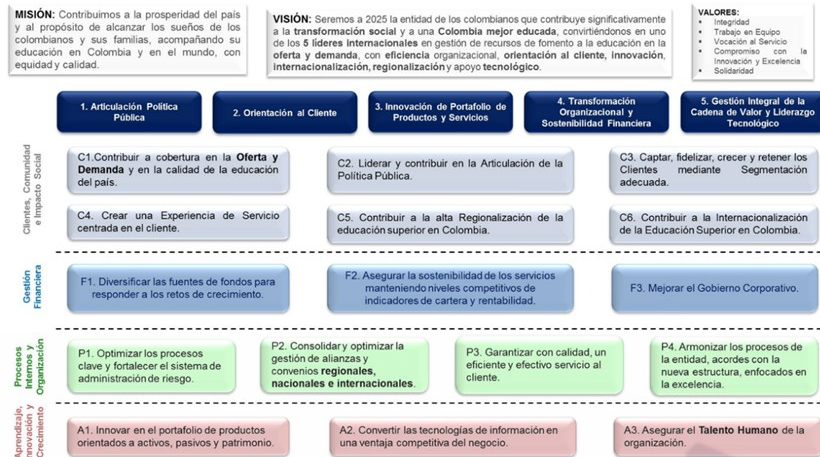 MISIÓN: Contribuimos a la prosperidad del país
y al propósito de alcanzar los sueños de los
colombianos y sus familias, acompañando su
educación en Colombia y en el mundo, con
equidad y calidad.
VISIÓN: Seremos a 2025 la entidad de los colombianos que contribuye significativamente
a la transformación social y a una Colombia mejor educada, convirtiéndonos en uno
de los 5 líderes internacionales en gestión de recursos de fomento a la educación en la
oferta y demanda, con eficiencia organizacional, orientación al cliente, innovación,
internacionalización, regionalización y apoyo tecnológico.
VALORES:
• Integridad
• Trabajo en Equipo
• Vocación al Servicio
• Compromiso con la
Innovación y Excelencia
• Solidaridad
1. Articulación Política
Pública
2. Orientación al Cliente
3. Innovación de Portafolio de
Productos y Servicios
4. Transformación
Organizacional y
Sostenibilidad Financiera
5. Gestión Integral de la
Cadena de Valor y Liderazgo
Tecnológico
Clientes, Comunidad
e Impacto Social
C1.Contribuir a cobertura en la Oferta y
Demanda y en la calidad de la educación
del país.
C2. Liderar y contribuir en la Articulación de la
Política Pública.
C3. Captar, fidelizar, crecer y retener los
Clientes mediante Segmentación
adecuada.
C4. Crear una Experiencia de Servicio
centrada en el cliente.
C5. Contribuir a la alta Regionalización de la
educación superior en Colombia.
C6. Contribuir a la Internacionalización
de la Educación Superior en Colombia.
Gestión
Financiera
F1. Diversificar las fuentes de fondos para
responder a los retos de crecimiento.
F2. Asegurar la sostenibilidad de los servicios
manteniendo niveles competitivos de
indicadores de cartera y rentabilidad.
F3. Mejorar el Gobierno Corporativo.
Procesos
Internos y
Organización
P1. Optimizar los procesos
clave y fortalecer el sistema de
administración de riesgo.
P2. Consolidar y optimizar la
gestión de alianzas y
convenios regionales,
nacionales e internacionales.
P3. Garantizar con calidad, un
eficiente y efectivo servicio al
cliente.
P4. Armonizar los procesos de
la entidad, acordes con la
nueva estructura, enfocados en
la excelencia.
Aprendizaje,
Innovación y
Crecimiento
A1. Innovar en el portafolio de productos
orientados a activos, pasivos y patrimonio.
A2. Convertir las tecnologías de información en
una ventaja competitiva del negocio.
A3. Asegurar el Talento Humano de la
organización.